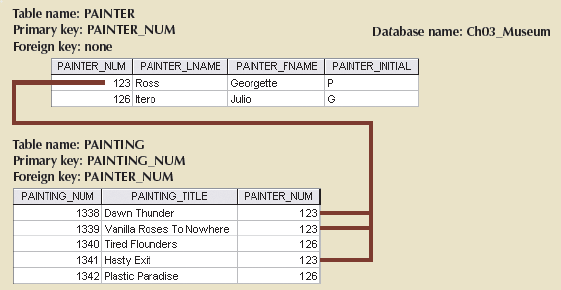 Table name: PAINTER
Primary key: PAINTER_NUM
Database name: Ch03_Museum
Foreign key: none
PAINTER_NUM PAINTER_LNAME PAINTER_FNAME PAINTER_INITIAL
123 Ross Georgette P
126 Itero Julio G
Table name: PAINTING
Primary key: PAINTING_NUM
Foreign key: PAINTER_NUM
PAINTING_NUM PAINTING_TITLE PAINTER_NUM
1338 Dawn Thunder 123
1339 Vanilla Roses To Nowhere 123
1340 Tired Flounders 126
1341 Hasty Exit 123
1342 Plastic Paradise 126